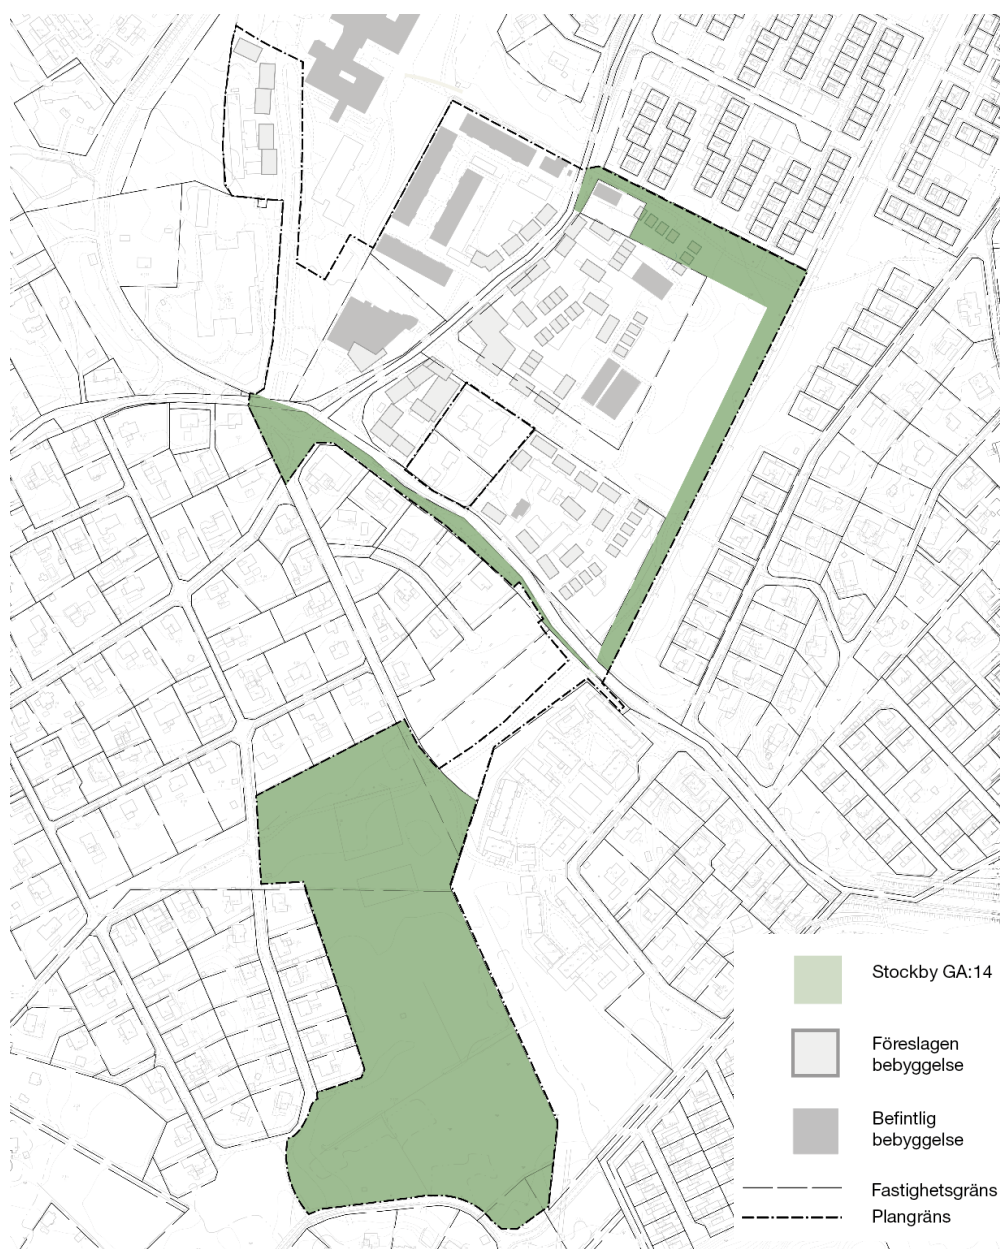 Stockby GA:14
Föreslagen
bebyggelse
Befintlig
bebyggelse
Fastighetsgräns
Plangräns